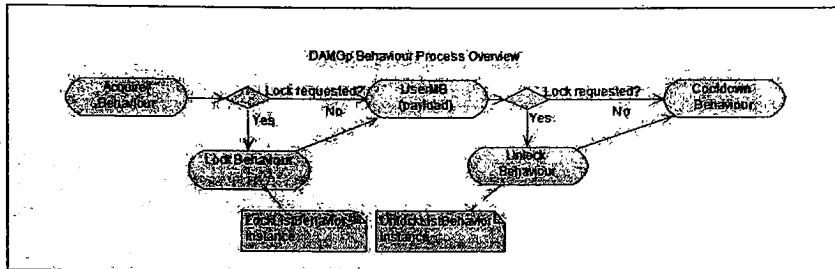 DAMGp Behaviour Process Overview
Acquire
Behaviour
Lock requested?
UserMB
(payload)
Lock requested?
Cooldown
Behaviour
Yes
No
Yes
No
Lock Behaviour
Unlock
Behaviour
Instance
Instance